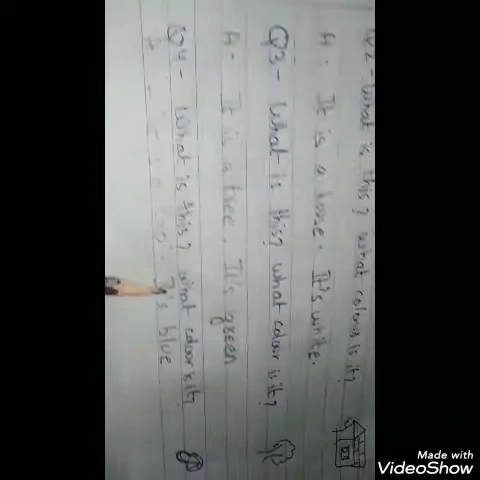 Q2 - What is this? What colour is it?
A. It is a house. It's white.
Q3 - What is this? What colour is it?
A. It is a tree. It's green
Q4 - What is this? What colour is it?
It's blue
Made with
VideoShow